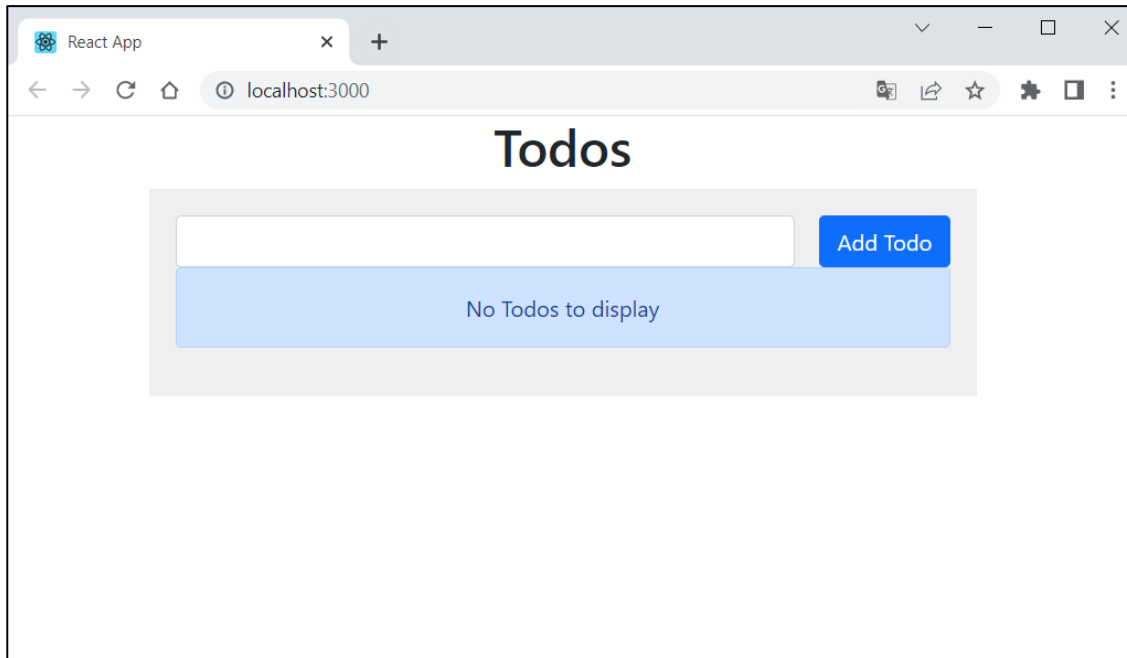 React App
localhost:3000
Todos
Add Todo
No Todos to display